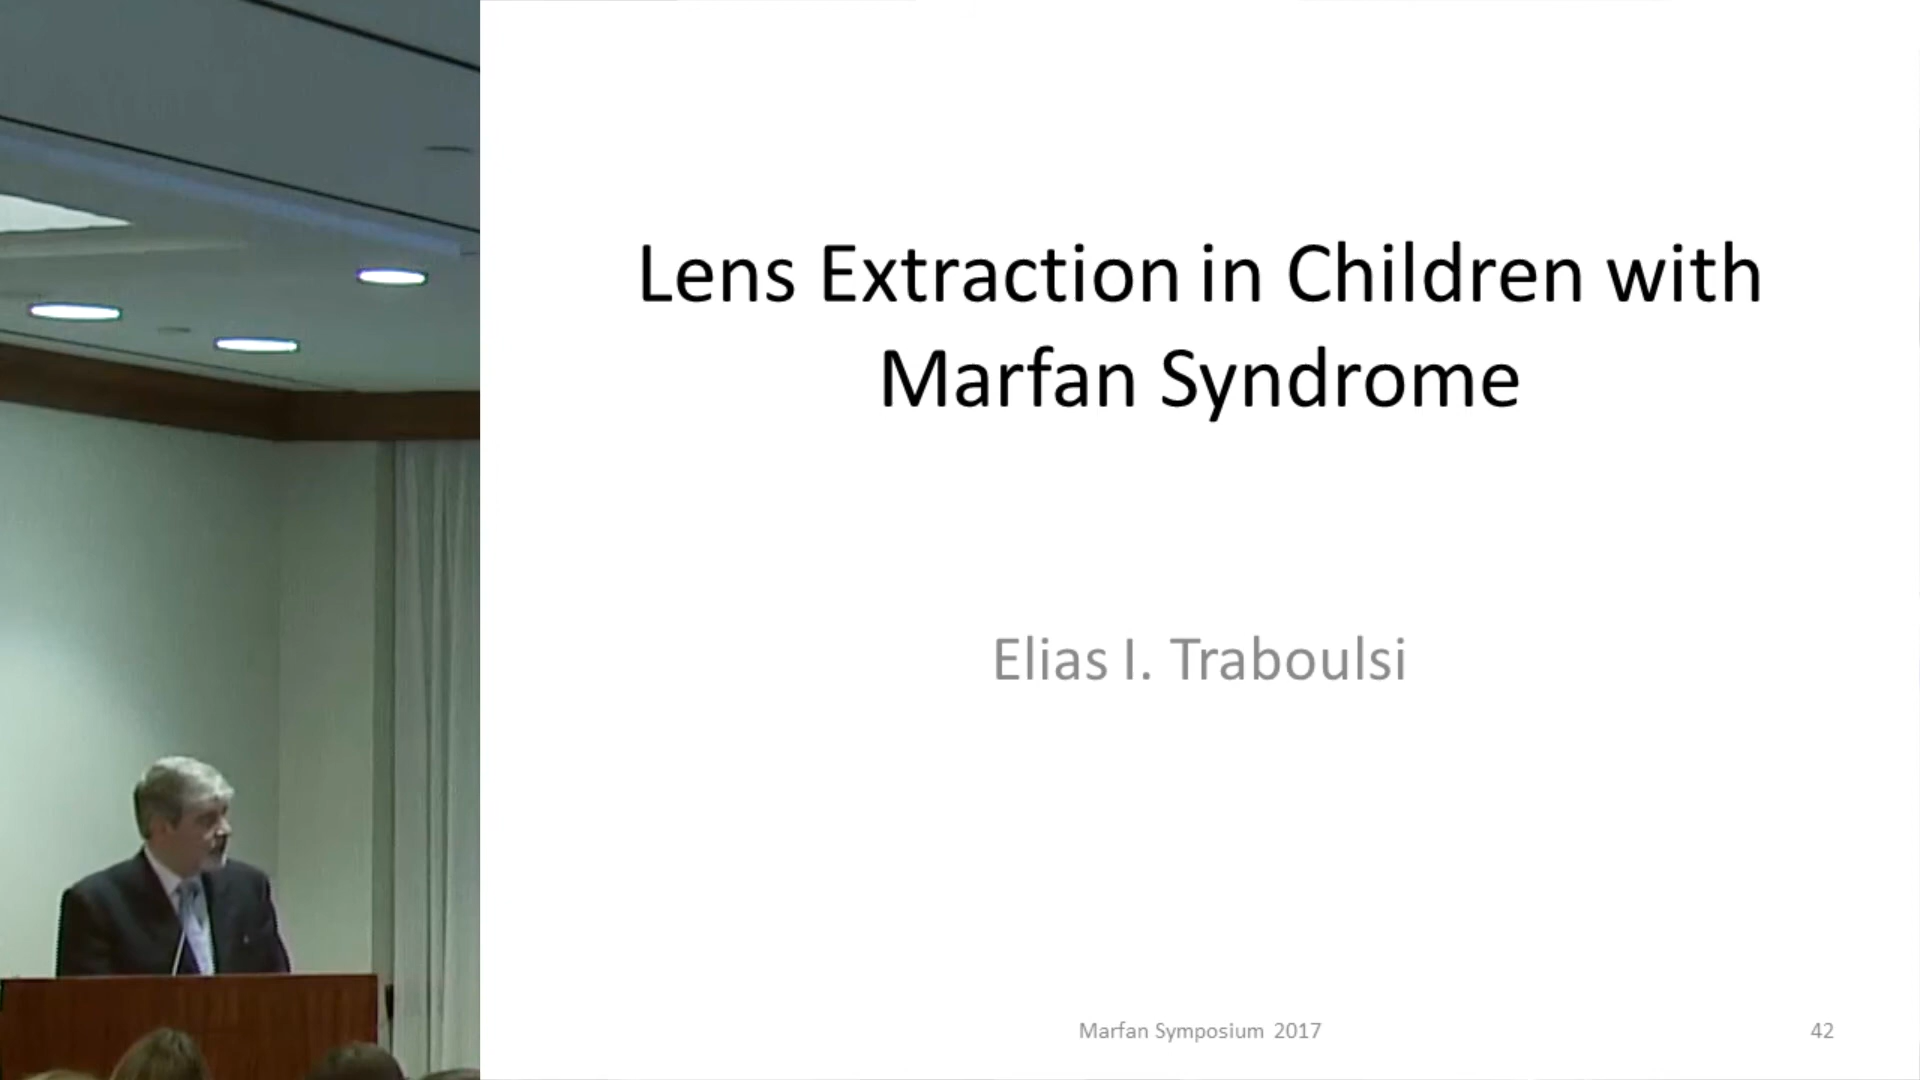 Lens Extraction in Children with
Marfan Syndrome
Elias I. Traboulsi
Marfan Symposium 2017
42